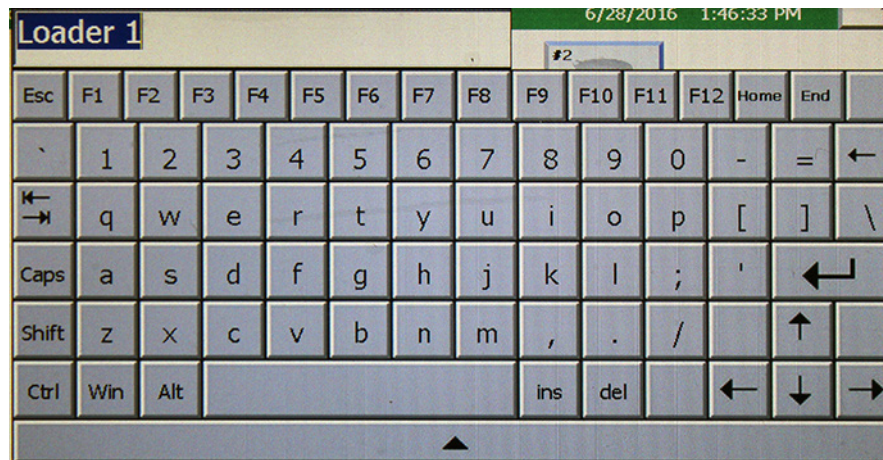 Loader 1
6/28/2016 1:46:33 PM
#2
Esc F1 F2 F3 F4 F5 F6 F7 F8 F9 F10 F11 F12 Home End
` 1 2 3 4 5 6 7 8 9 0 - = ←
q w e r t y u i o p [ ] \
Caps a s d f g h j k l ; '
Shift z x c v b n m , . / ↑
Ctrl Win Alt ins del ← ↓ →